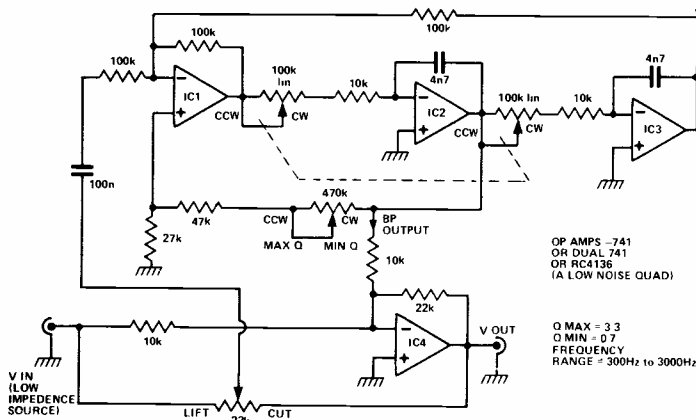 100k
100k
100k
100k
lin
10k
4n7
4n7
IC1
CCW
CW
IC2
CCW
100k lin
CW
10k
IC3
100n
47k
CCW
470k
CW
MAX Q
MIN Q
BP
OUTPUT
27k
10k
22k
OP AMPS –741
OR DUAL 741
OR RC4136
(A LOW NOISE QUAD)
10k
IC4
V OUT
Q MAX = 3 3
Q MIN = 0 7
FREQUENCY
RANGE = 300Hz to 3000Hz
V IN
(LOW
IMPEDENCE
SOURCE)
LIFT
CUT